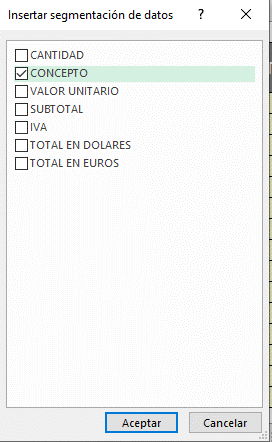 Insertar segmentación de datos ? ×
CANTIDAD
CONCEPTO
VALOR UNITARIO
SUBTOTAL
IVA
TOTAL EN DOLARES
TOTAL EN EUROS
Aceptar Cancelar